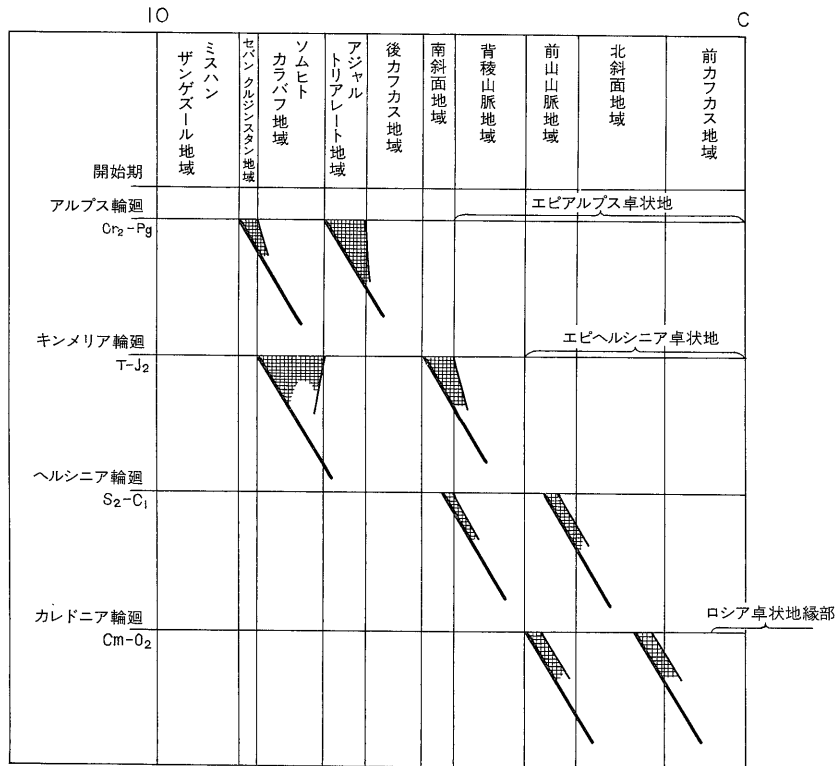 IO
C
ミスハン
ザンゲズール地域
セバンクルジンスタン地域
ソムヒト
カラバフ地域
アジャル
トリアレート地域
後カフカス地域
南斜面地域
背稜山脈地域
前山山脈地域
北斜面地域
前カフカス地域
開始期
アルプス輪廻
エピアルプス卓状地
Cr₂-Pg
キンメリア輪廻
エピヘルシニア卓状地
T-J₂
ヘルシニア輪廻
S₂-C₁
カレドニア輪廻
ロシア卓状地縁部
Cm-O₂